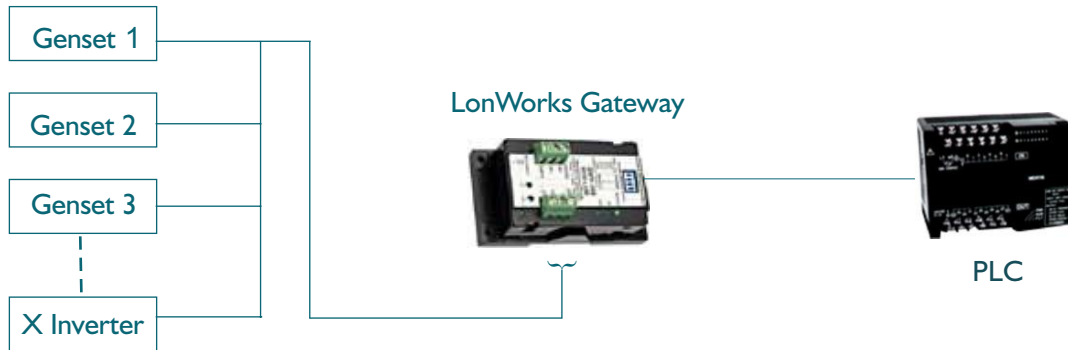 Genset 1
Genset 2
Genset 3
X Inverter
LonWorks Gateway
PLC